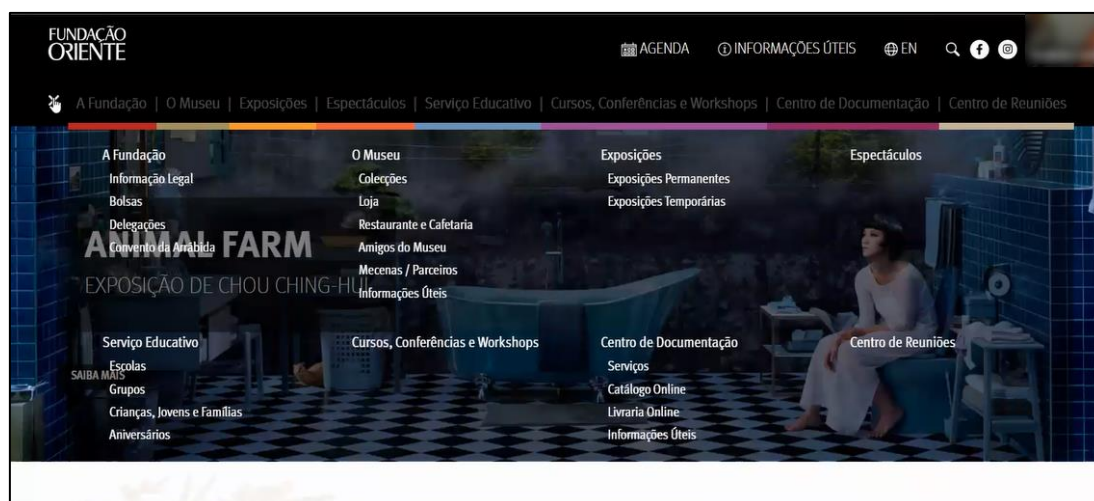 FUNDAÇÃO
ORIENTE
AGENDA INFORMAÇÕES ÚTEIS EN
A Fundação | O Museu | Exposições | Espectáculos | Serviço Educativo | Cursos, Conferências e Workshops | Centro de Documentação | Centro de Reuniões
A Fundação
Informação Legal
Bolsas
Delegações
Convento da Arrábida
O Museu
Colecções
Loja
Restaurante e Cafetaria
Amigos do Museu
Mecenas / Parceiros
Informações Úteis
Exposições
Exposições Permanentes
Exposições Temporárias
Espectáculos
ANIMAL FARM
EXPOSIÇÃO DE CHOU CHING-HUI
SAIBA MAIS
Serviço Educativo
Escolas
Grupos
Crianças, Jovens e Famílias
Aniversários
Cursos, Conferências e Workshops
Centro de Documentação
Serviços
Catálogo Online
Livraria Online
Informações Úteis
Centro de Reuniões